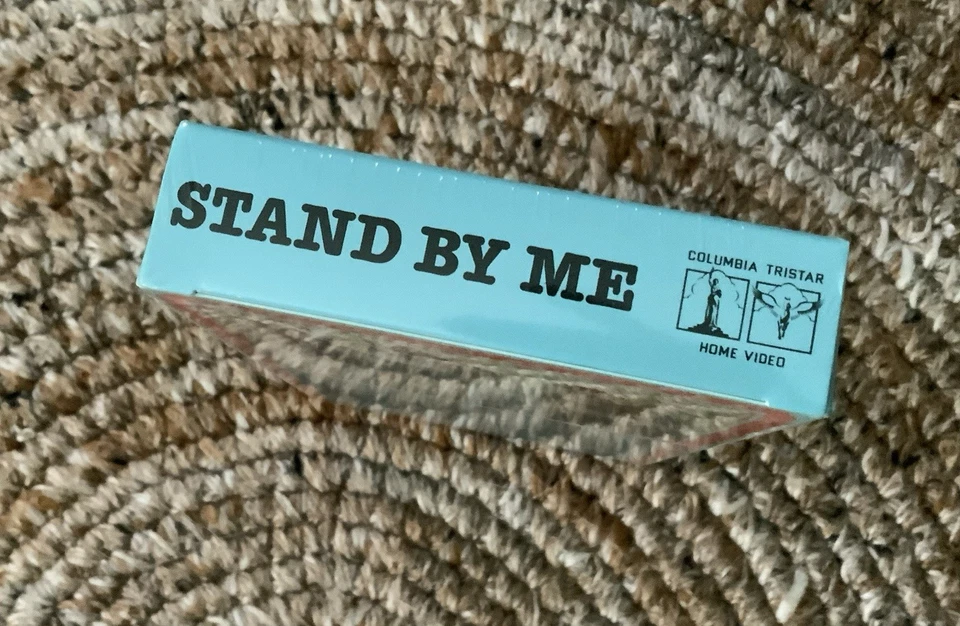 STAND BY ME
COLUMBIA TRISTAR
HOME VIDEO